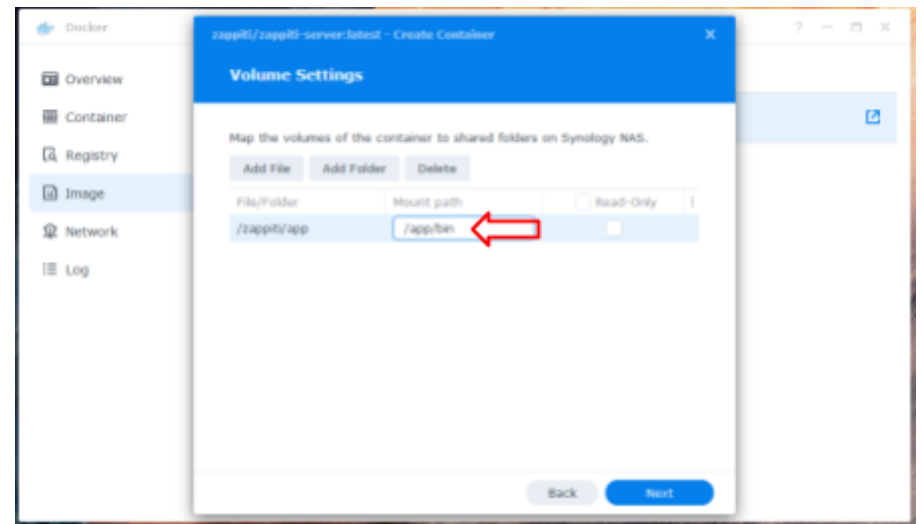 Docker
? 
Overview
Container
Registry
Image
Network
Log
zappiti/zappiti-server:latest - Create Container
Volume Settings
Map the volumes of the container to shared folders on Synology NAS.
Add File Add Folder Delete
File/Folder Mount path Read-Only
/zappiti/app /app/bin
Back Next